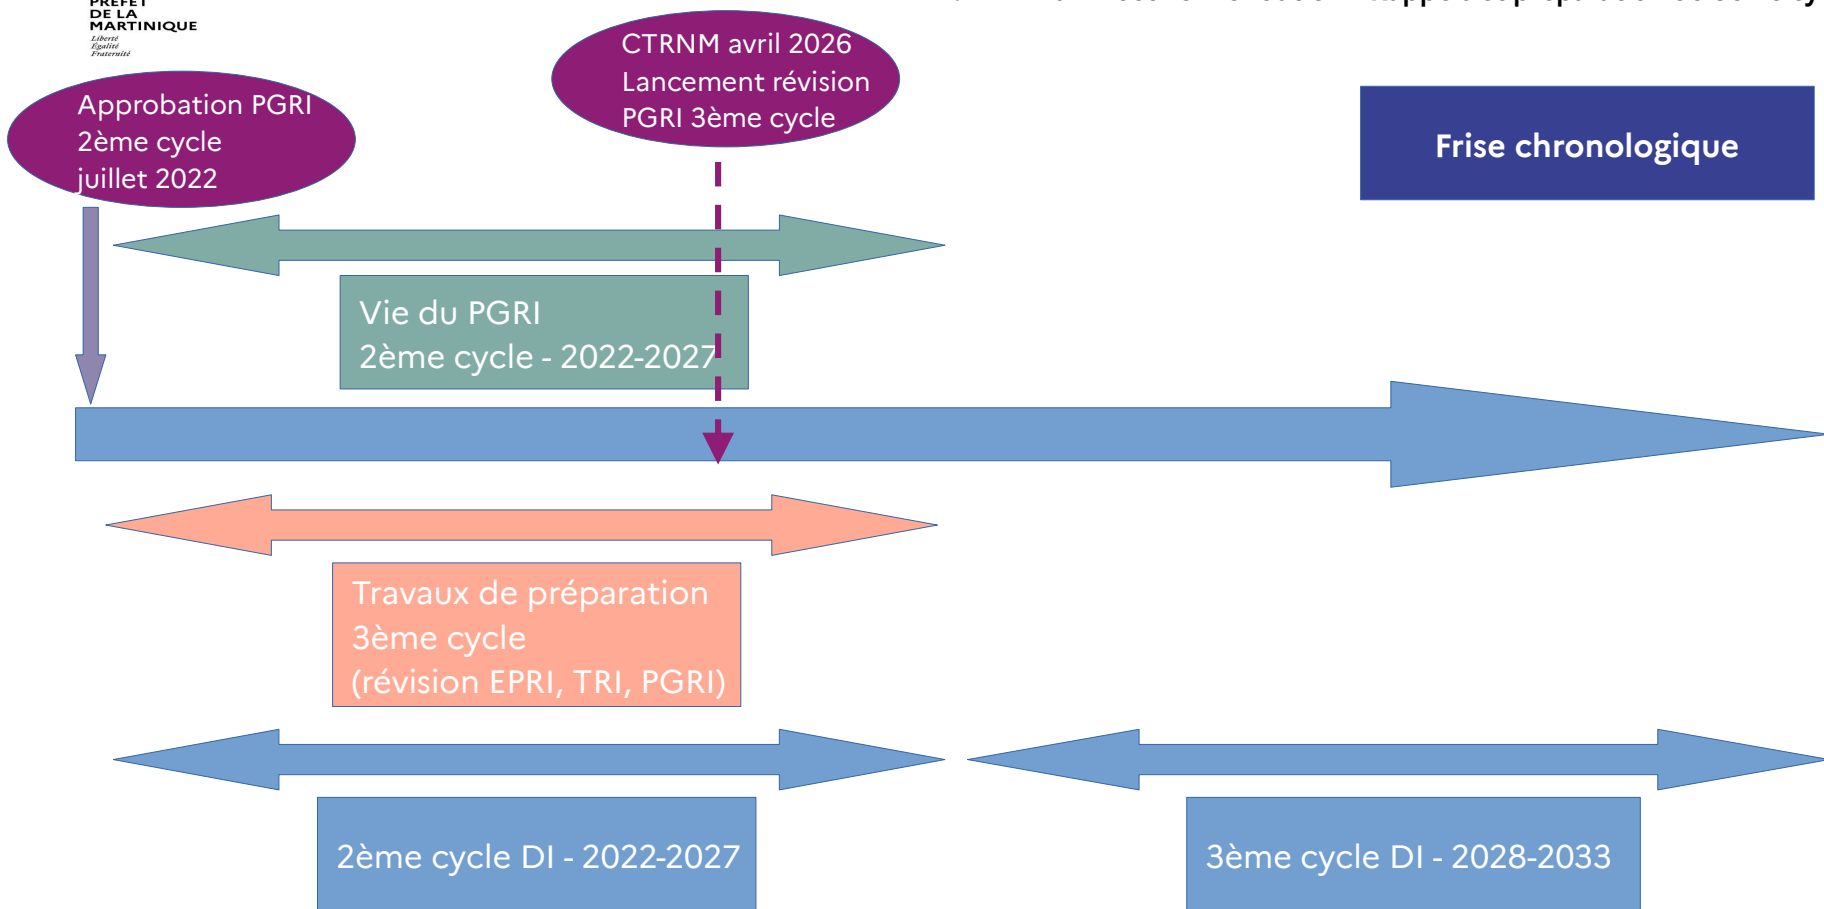 PRÉFET
DE LA
MARTINIQUE
Liberté
Égalité
Fraternité
CTRNM avril 2026
Lancement révision
PGRI 3ème cycle
Approbation PGRI
2ème cycle
juillet 2022
Frise chronologique
Vie du PGRI
2ème cycle - 2022-2027
Travaux de préparation
3ème cycle
(révision EPRI, TRI, PGRI)
2ème cycle DI - 2022-2027
3ème cycle DI - 2028-2033